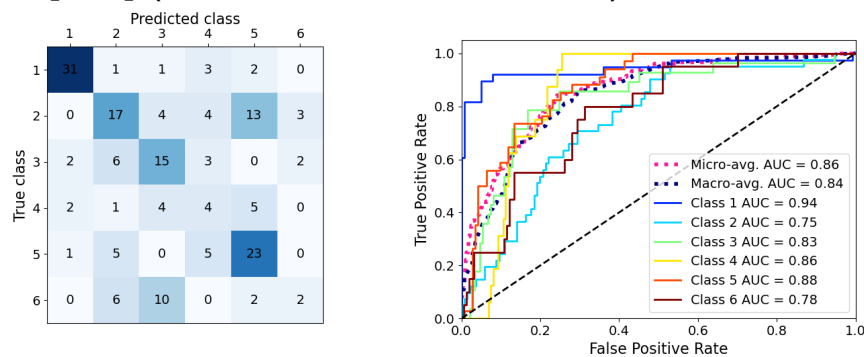 Predicted class
1 2 3 4 5 6
True class
1 31 1 1 3 2 0
2 0 17 4 4 13 3
3 2 6 15 3 0 2
4 2 1 4 4 5 0
5 1 5 0 5 23 0
6 0 6 10 0 2 2
True Positive Rate
1.0
0.8
0.6
0.4
0.2
0.0
Micro-avg. AUC = 0.86
Macro-avg. AUC = 0.84
Class 1 AUC = 0.94
Class 2 AUC = 0.75
Class 3 AUC = 0.83
Class 4 AUC = 0.86
Class 5 AUC = 0.88
Class 6 AUC = 0.78
0.0 0.2 0.4 0.6 0.8 1.0
False Positive Rate